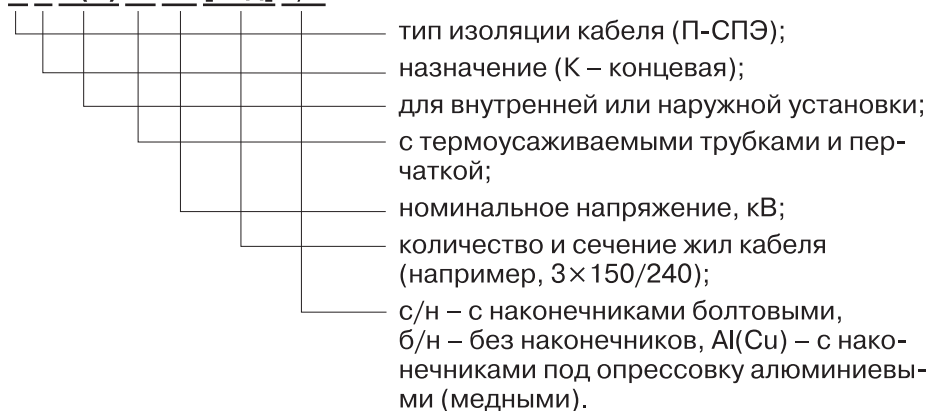 тип изоляции кабеля (П-СПЭ);
назначение (К – концевая);
для внутренней или наружной установки;
с термоусаживаемыми трубками и пер-
чаткой;
номинальное напряжение, кВ;
количество и сечение жил кабеля
(например, 3×150/240);
с/н – с наконечниками болтовыми,
б/н – без наконечников, Al(Cu) – с нако-
нечниками под опрессовку алюминиевы-
ми (медными).